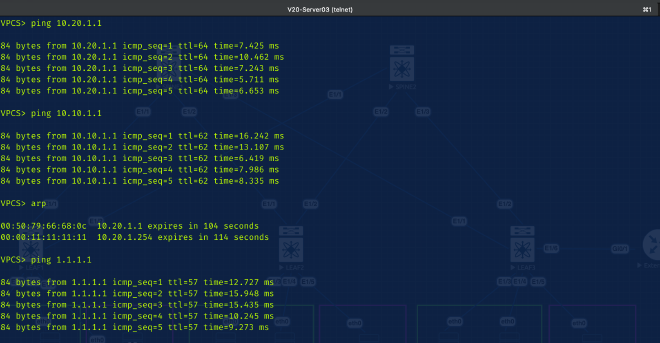 V20-Server03 (telnet)
⌘1
VPCS> ping 10.20.1.1
84 bytes from 10.20.1.1 icmp_seq=1 ttl=64 time=7.425 ms
84 bytes from 10.20.1.1 icmp_seq=2 ttl=64 time=10.462 ms
84 bytes from 10.20.1.1 icmp_seq=3 ttl=64 time=7.243 ms
84 bytes from 10.20.1.1 icmp_seq=4 ttl=64 time=5.711 ms
84 bytes from 10.20.1.1 icmp_seq=5 ttl=64 time=6.653 ms
VPCS> ping 10.10.1.1
84 bytes from 10.10.1.1 icmp_seq=1 ttl=62 time=16.242 ms
84 bytes from 10.10.1.1 icmp_seq=2 ttl=62 time=13.107 ms
84 bytes from 10.10.1.1 icmp_seq=3 ttl=62 time=6.419 ms
84 bytes from 10.10.1.1 icmp_seq=4 ttl=62 time=7.986 ms
84 bytes from 10.10.1.1 icmp_seq=5 ttl=62 time=8.335 ms
VPCS> arp
00:50:79:66:68:0c 10.20.1.1 expires in 104 seconds
00:00:11:11:11:11 10.20.1.254 expires in 114 seconds
VPCS> ping 1.1.1.1
84 bytes from 1.1.1.1 icmp_seq=1 ttl=57 time=12.727 ms
84 bytes from 1.1.1.1 icmp_seq=2 ttl=57 time=15.948 ms
84 bytes from 1.1.1.1 icmp_seq=3 ttl=57 time=15.435 ms
84 bytes from 1.1.1.1 icmp_seq=4 ttl=57 time=10.245 ms
84 bytes from 1.1.1.1 icmp_seq=5 ttl=57 time=9.273 ms